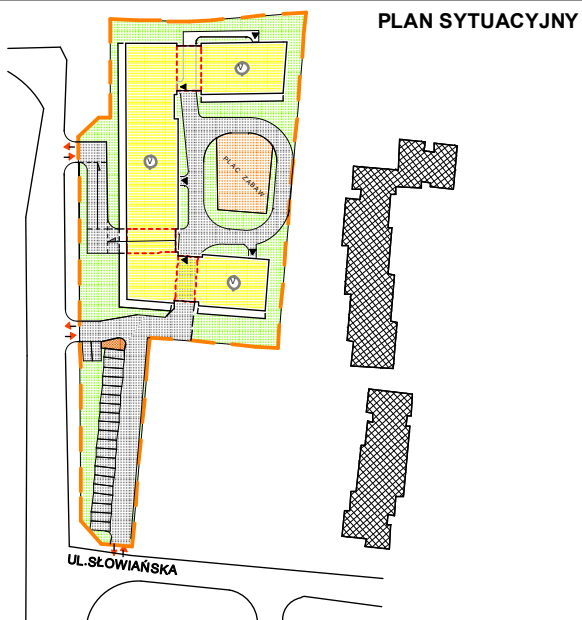 PLAN SYTUACYJNY
V
V
PLAC ZABAW
V
UL.SŁOWIAŃSKA